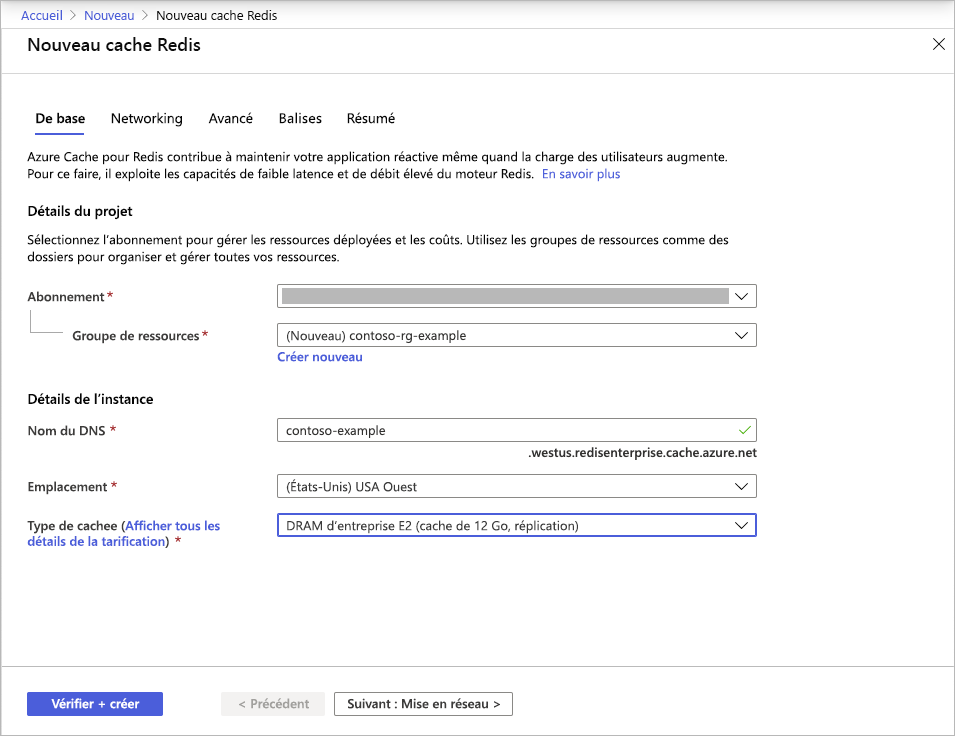 Accueil > Nouveau > Nouveau cache Redis
Nouveau cache Redis
De base Networking Avancé Balises Résumé
Azure Cache pour Redis contribue à maintenir votre application réactive même quand la charge des utilisateurs augmente.
Pour ce faire, il exploite les capacités de faible latence et de débit élevé du moteur Redis. En savoir plus
Détails du projet
Sélectionnez l'abonnement pour gérer les ressources déployées et les coûts. Utilisez les groupes de ressources comme des
dossiers pour organiser et gérer toutes vos ressources.
Abonnement *
Groupe de ressources * (Nouveau) contoso-rg-example
Créer nouveau
Détails de l'instance
Nom du DNS * contoso-example
.westus.redisenterprise.cache.azure.net
Emplacement * (États-Unis) USA Ouest
Type de cachee (Afficher tous les DRAM d'entreprise E2 (cache de 12 Go, réplication)
détails de la tarification) *
Vérifier + créer < Précédent Suivant : Mise en réseau >